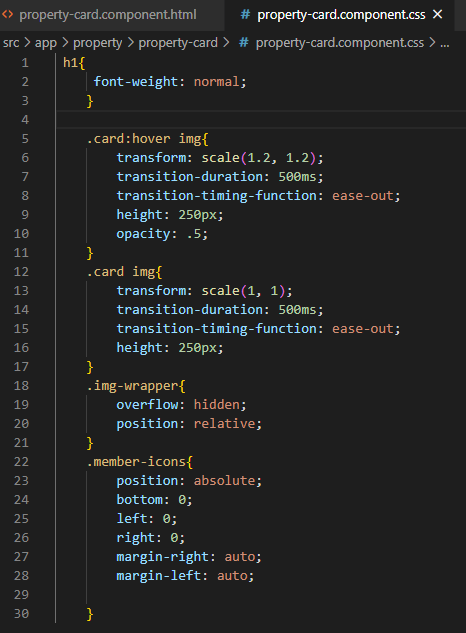 property-card.component.html # property-card.component.css
src > app > property > property-card > # property-card.component.css > ...
1 h1{
2 font-weight: normal;
3 }
4
5 .card:hover img{
6 transform: scale(1.2, 1.2);
7 transition-duration: 500ms;
8 transition-timing-function: ease-out;
9 height: 250px;
10 opacity: .5;
11 }
12 .card img{
13 transform: scale(1, 1);
14 transition-duration: 500ms;
15 transition-timing-function: ease-out;
16 height: 250px;
17 }
18 .img-wrapper{
19 overflow: hidden;
20 position: relative;
21 }
22 .member-icons{
23 position: absolute;
24 bottom: 0;
25 left: 0;
26 right: 0;
27 margin-right: auto;
28 margin-left: auto;
29
30 }